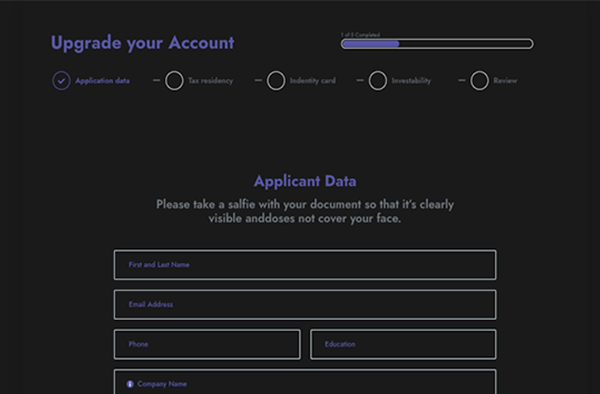 Upgrade your Account
1 of 5 Completed
Application data
Tax residency
Indentity card
Investability
Review
Applicant Data
Please take a salfie with your document so that it's clearly
visible anddoses not cover your face.
First and Last Name
Email Address
Phone
Education
Company Name